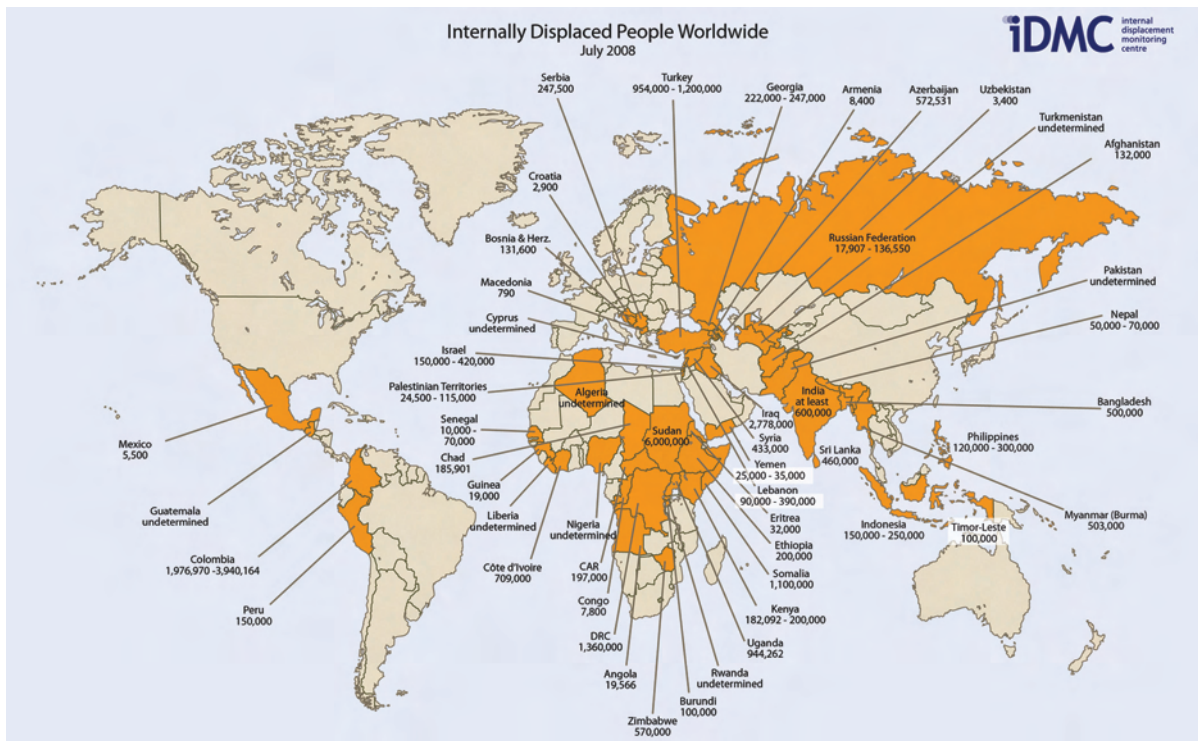 Internally Displaced People Worldwide
July 2008
iDMC
internal
displacement
monitoring
centre
Serbia
247,500
Turkey
954,000 - 1,200,000
Georgia
222,000 - 247,000
Armenia
8,400
Azerbaijan
572,531
Uzbekistan
3,400
Turkmenistan
undetermined
Afghanistan
132,000
Croatia
2,900
Bosnia & Herz.
131,600
Russian Federation
17,907 - 136,550
Macedonia
790
Pakistan
undetermined
Cyprus
undetermined
Nepal
50,000 - 70,000
Israel
150,000 - 420,000
Palestinian Territories
24,500 - 115,000
Algeria
undetermined
India
at least
600,000
Bangladesh
500,000
Senegal
10,000 -
70,000
Iraq
2,778,000
Mexico
5,500
Sudan
6,000,000
Syria
433,000
Sri Lanka
460,000
Philippines
120,000 - 300,000
Chad
185,901
Yemen
25,000 - 35,000
Guinea
19,000
Lebanon
90,000 - 390,000
Guatemala
undetermined
Liberia
undetermined
Nigeria
undetermined
Eritrea
32,000
Indonesia
150,000 - 250,000
Timor-Leste
100,000
Myanmar (Burma)
503,000
Ethiopia
200,000
Colombia
1,976,970 -3,940,164
Côte d'Ivoire
709,000
CAR
197,000
Somalia
1,100,000
Congo
7,800
Kenya
182,092 - 200,000
Peru
150,000
DRC
1,360,000
Uganda
944,262
Angola
19,566
Rwanda
undetermined
Burundi
100,000
Zimbabwe
570,000